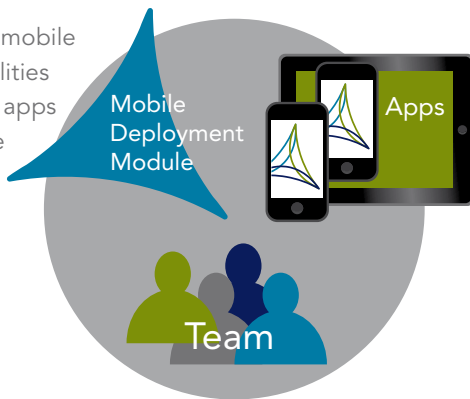 mobile
lities
apps
e
Mobile
Deployment
Module
Apps
Team